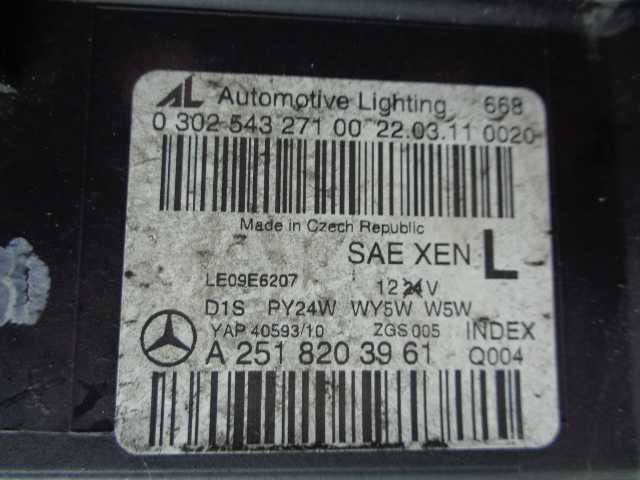 AL Automotive Lighting 668
0 302 543 271 00 22.03.11 0020
Made in Czech Republic
SAE XEN L
LE09E6207 12 24 V
D1S PY24W WY5W W5W
YAP 40593/10 ZGS 005 INDEX
A 251 820 39 61 Q004